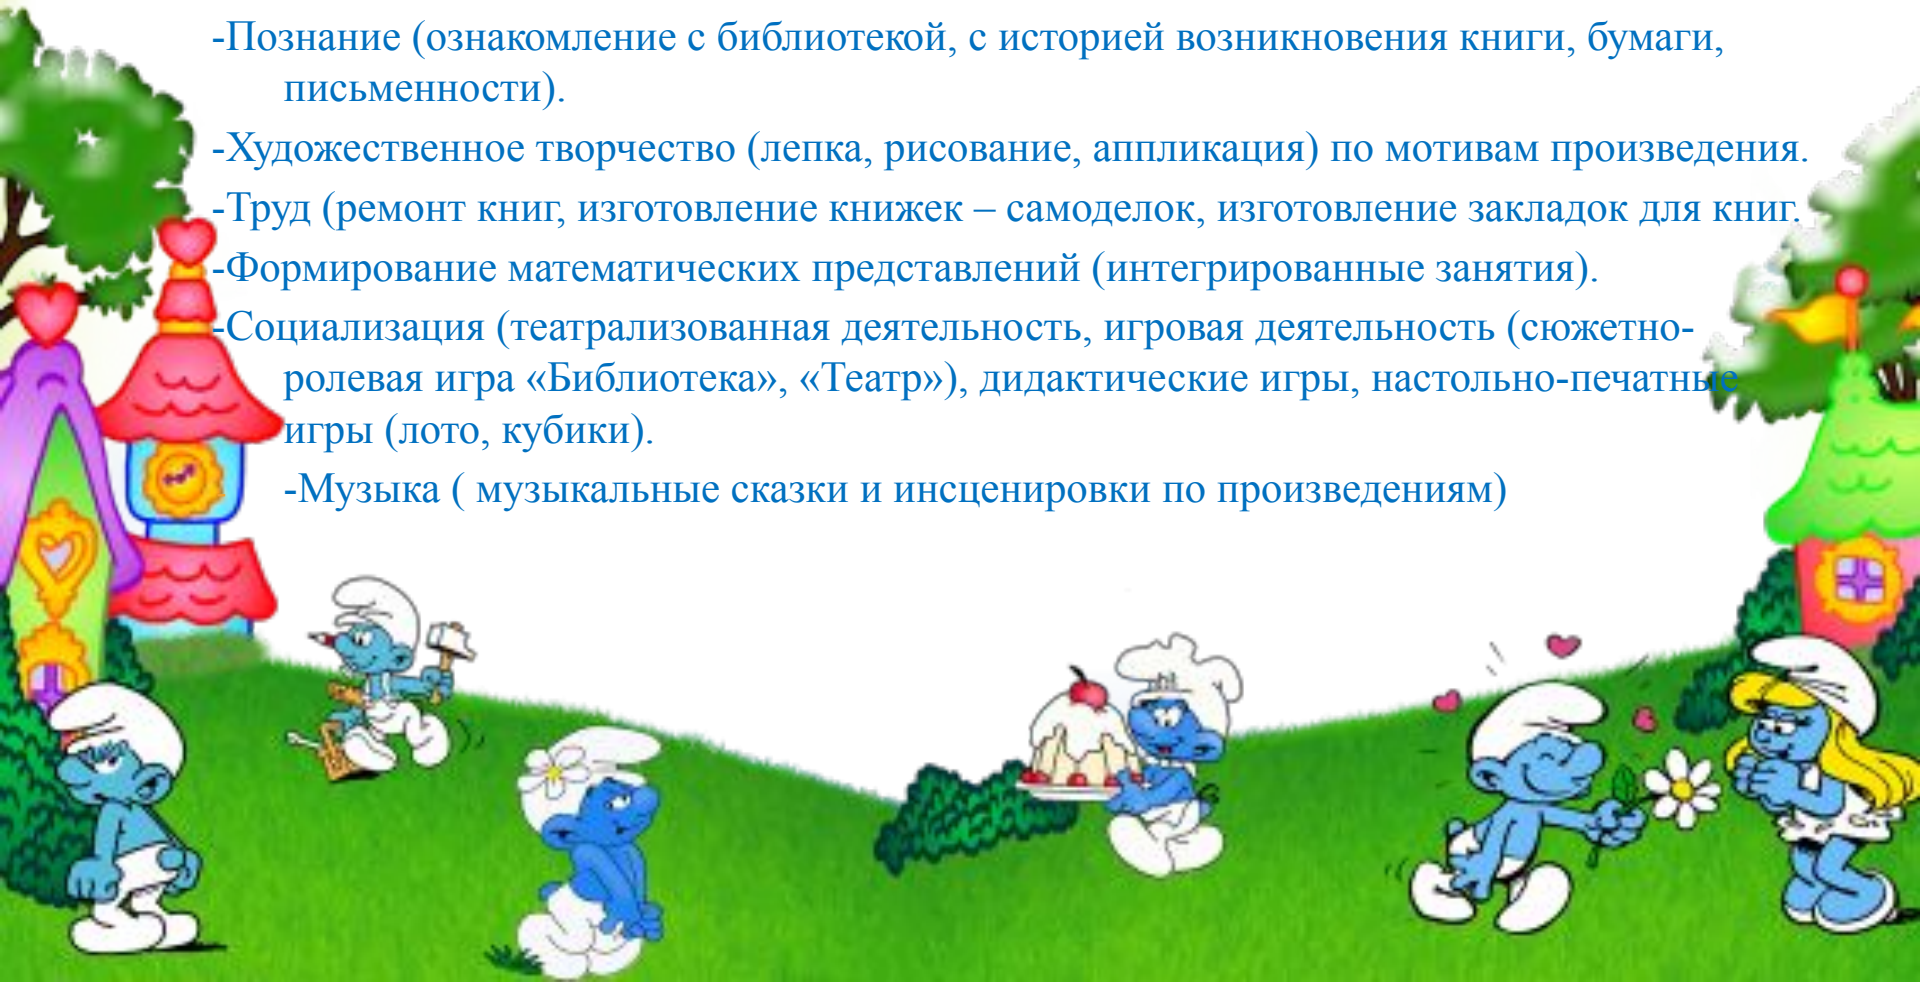 -Познание (ознакомление с библиотекой, с историей возникновения книги, бумаги,
письменности).
-Художественное творчество (лепка, рисование, аппликация) по мотивам произведения.
-Труд (ремонт книг, изготовление книжек – самоделок, изготовление закладок для книг.
-Формирование математических представлений (интегрированные занятия).
-Социализация (театрализованная деятельность, игровая деятельность (сюжетно-
ролевая игра «Библиотека», «Театр»), дидактические игры, настольно-печатные
игры (лото, кубики).
-Музыка ( музыкальные сказки и инсценировки по произведениям)